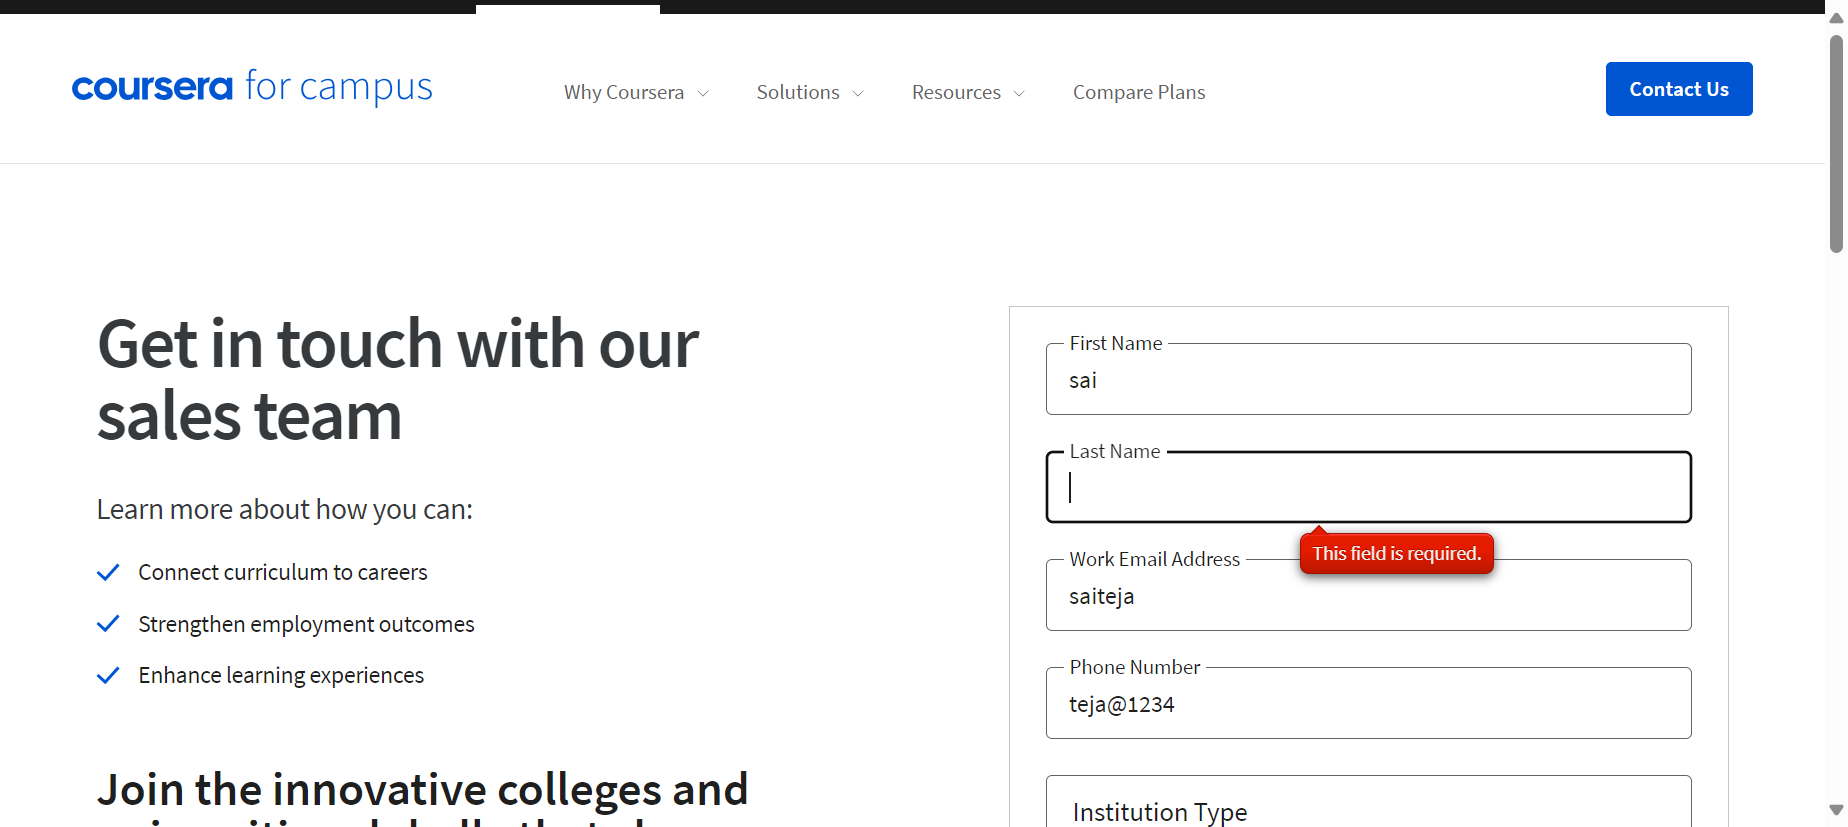 coursera for campus
Why Coursera
Solutions
Resources
Compare Plans
Contact Us
Get in touch with our
sales team
Learn more about how you can:
Connect curriculum to careers
Strengthen employment outcomes
Enhance learning experiences
Join the innovative colleges and
First Name
sai
Last Name
This field is required.
Work Email Address
saiteja
Phone Number
teja@1234
Institution Type